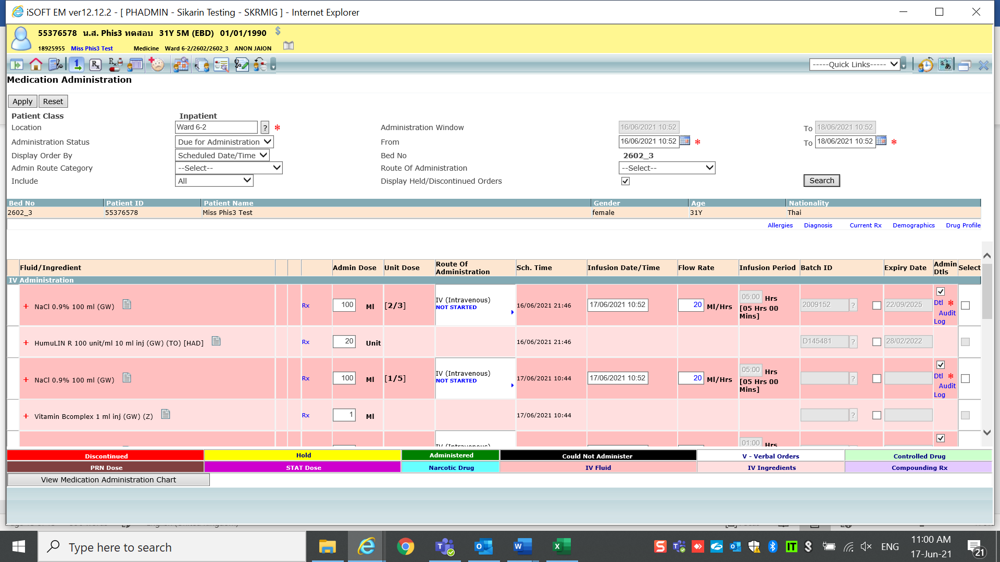 iSOFT EM ver12.12.2 - [ PHADMIN - Sikarin Testing - SKRMIG ] - Internet Explorer
55376578 น.ส. Phis3 ทดสอบ 31Y 5M (EBD) 01/01/1990 $
18925955 Miss Phis3 Test Medicine Ward 6-2/2602/2602_3 ANON JAION
-----Quick Links-----
Medication Administration
Apply Reset
Patient Class Inpatient
Location Ward 6-2 ? * Administration Window 16/06/2021 10:52 To 18/06/2021 10:52
Administration Status Due for Administration From 16/06/2021 10:52 * To 18/06/2021 10:52 *
Display Order By Scheduled Date/Time Bed No 2602_3
Admin Route Category --Select-- Route Of Administration --Select--
Include All Display Held/Discontinued Orders Search
Bed No Patient ID Patient Name Gender Age Nationality
2602_3 55376578 Miss Phis3 Test female 31Y Thai
Allergies Diagnosis Current Rx Demographics Drug Profile
Fluid/Ingredient Admin Dose Unit Dose Route Of Administration Sch. Time Infusion Date/Time Flow Rate Infusion Period Batch ID Expiry Date Admin Dtls Select
IV Administration
+ NaCl 0.9% 100 ml (GW) Rx 100 Ml [2/3] IV (Intravenous) NOT STARTED 16/06/2021 21:46 17/06/2021 10:52 20 Ml/Hrs 05:00 Hrs [05 Hrs 00 Mins] 2009152 ? 22/09/2025 Dtl * Audit Log
+ HumuLIN R 100 unit/ml 10 ml inj (GW) (TO) [HAD] Rx 20 Unit 16/06/2021 21:46 D145481 ? 28/02/2022
+ NaCl 0.9% 100 ml (GW) Rx 100 Ml [1/5] IV (Intravenous) NOT STARTED 17/06/2021 10:44 17/06/2021 10:52 20 Ml/Hrs 05:00 Hrs [05 Hrs 00 Mins] ? Dtl * Audit Log
+ Vitamin Bcomplex 1 ml inj (GW) (Z) Rx 1 Ml 17/06/2021 10:44 ?
IV (Intravenous) 01:00 Hrs
Discontinued Hold Administered Could Not Administer V - Verbal Orders Controlled Drug
PRN Dose STAT Dose Narcotic Drug IV Fluid IV Ingredients Compounding Rx
View Medication Administration Chart
Type here to search
ENG
11:00 AM
17-Jun-21
21